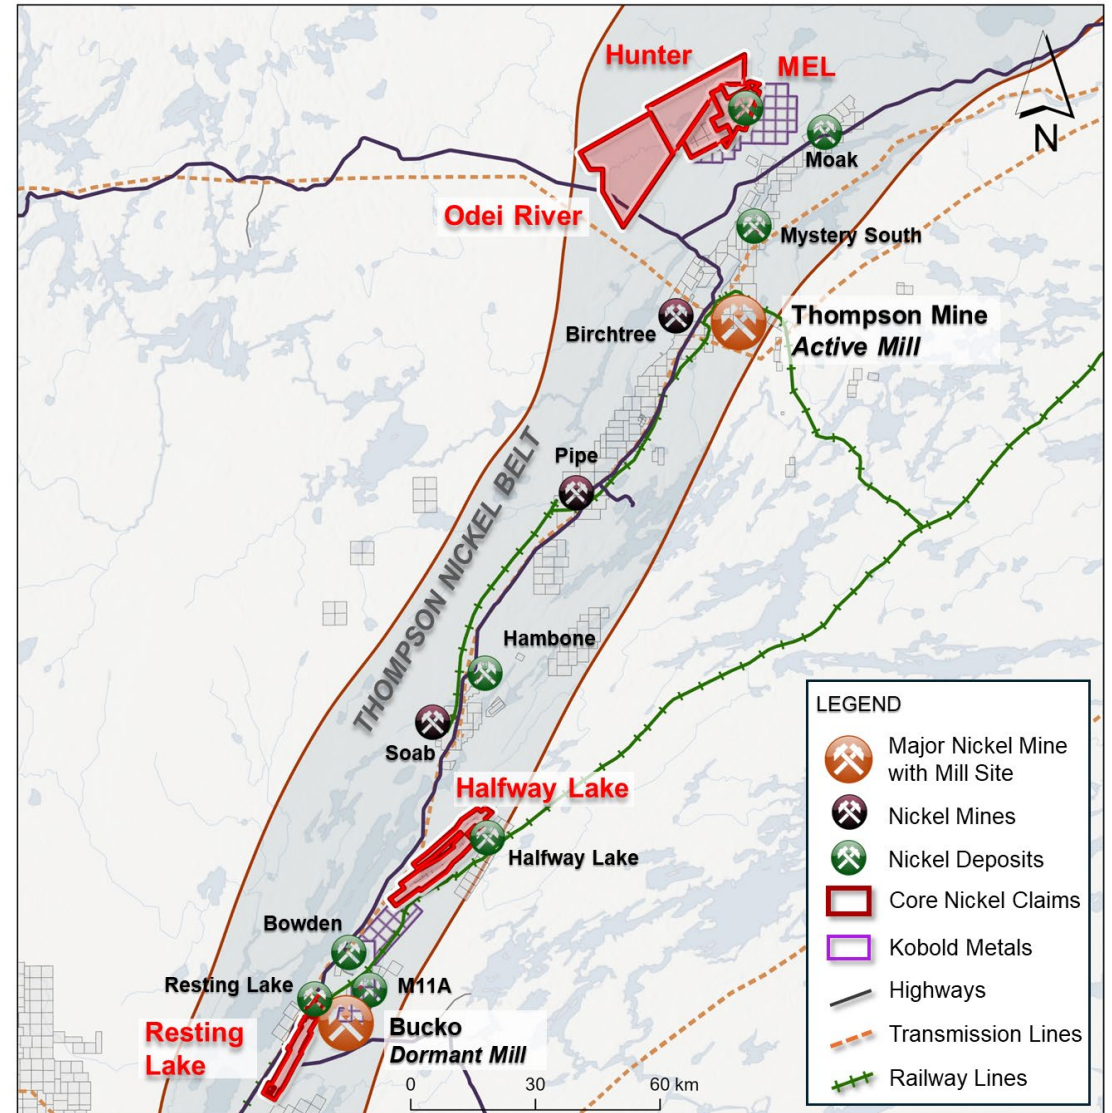 Hunter
MEL
N
Moak
Odei River
Mystery South
Birchtree
Thompson Mine
Active Mill
Pipe
THOMPSON NICKEL BELT
Hambone
Soab
Halfway Lake
Halfway Lake
Bowden
Resting Lake
M11A
Resting
Lake
Bucko
Dormant Mill
0 30 60 km
LEGEND
Major Nickel Mine
with Mill Site
Nickel Mines
Nickel Deposits
Core Nickel Claims
Kobold Metals
Highways
Transmission Lines
Railway Lines